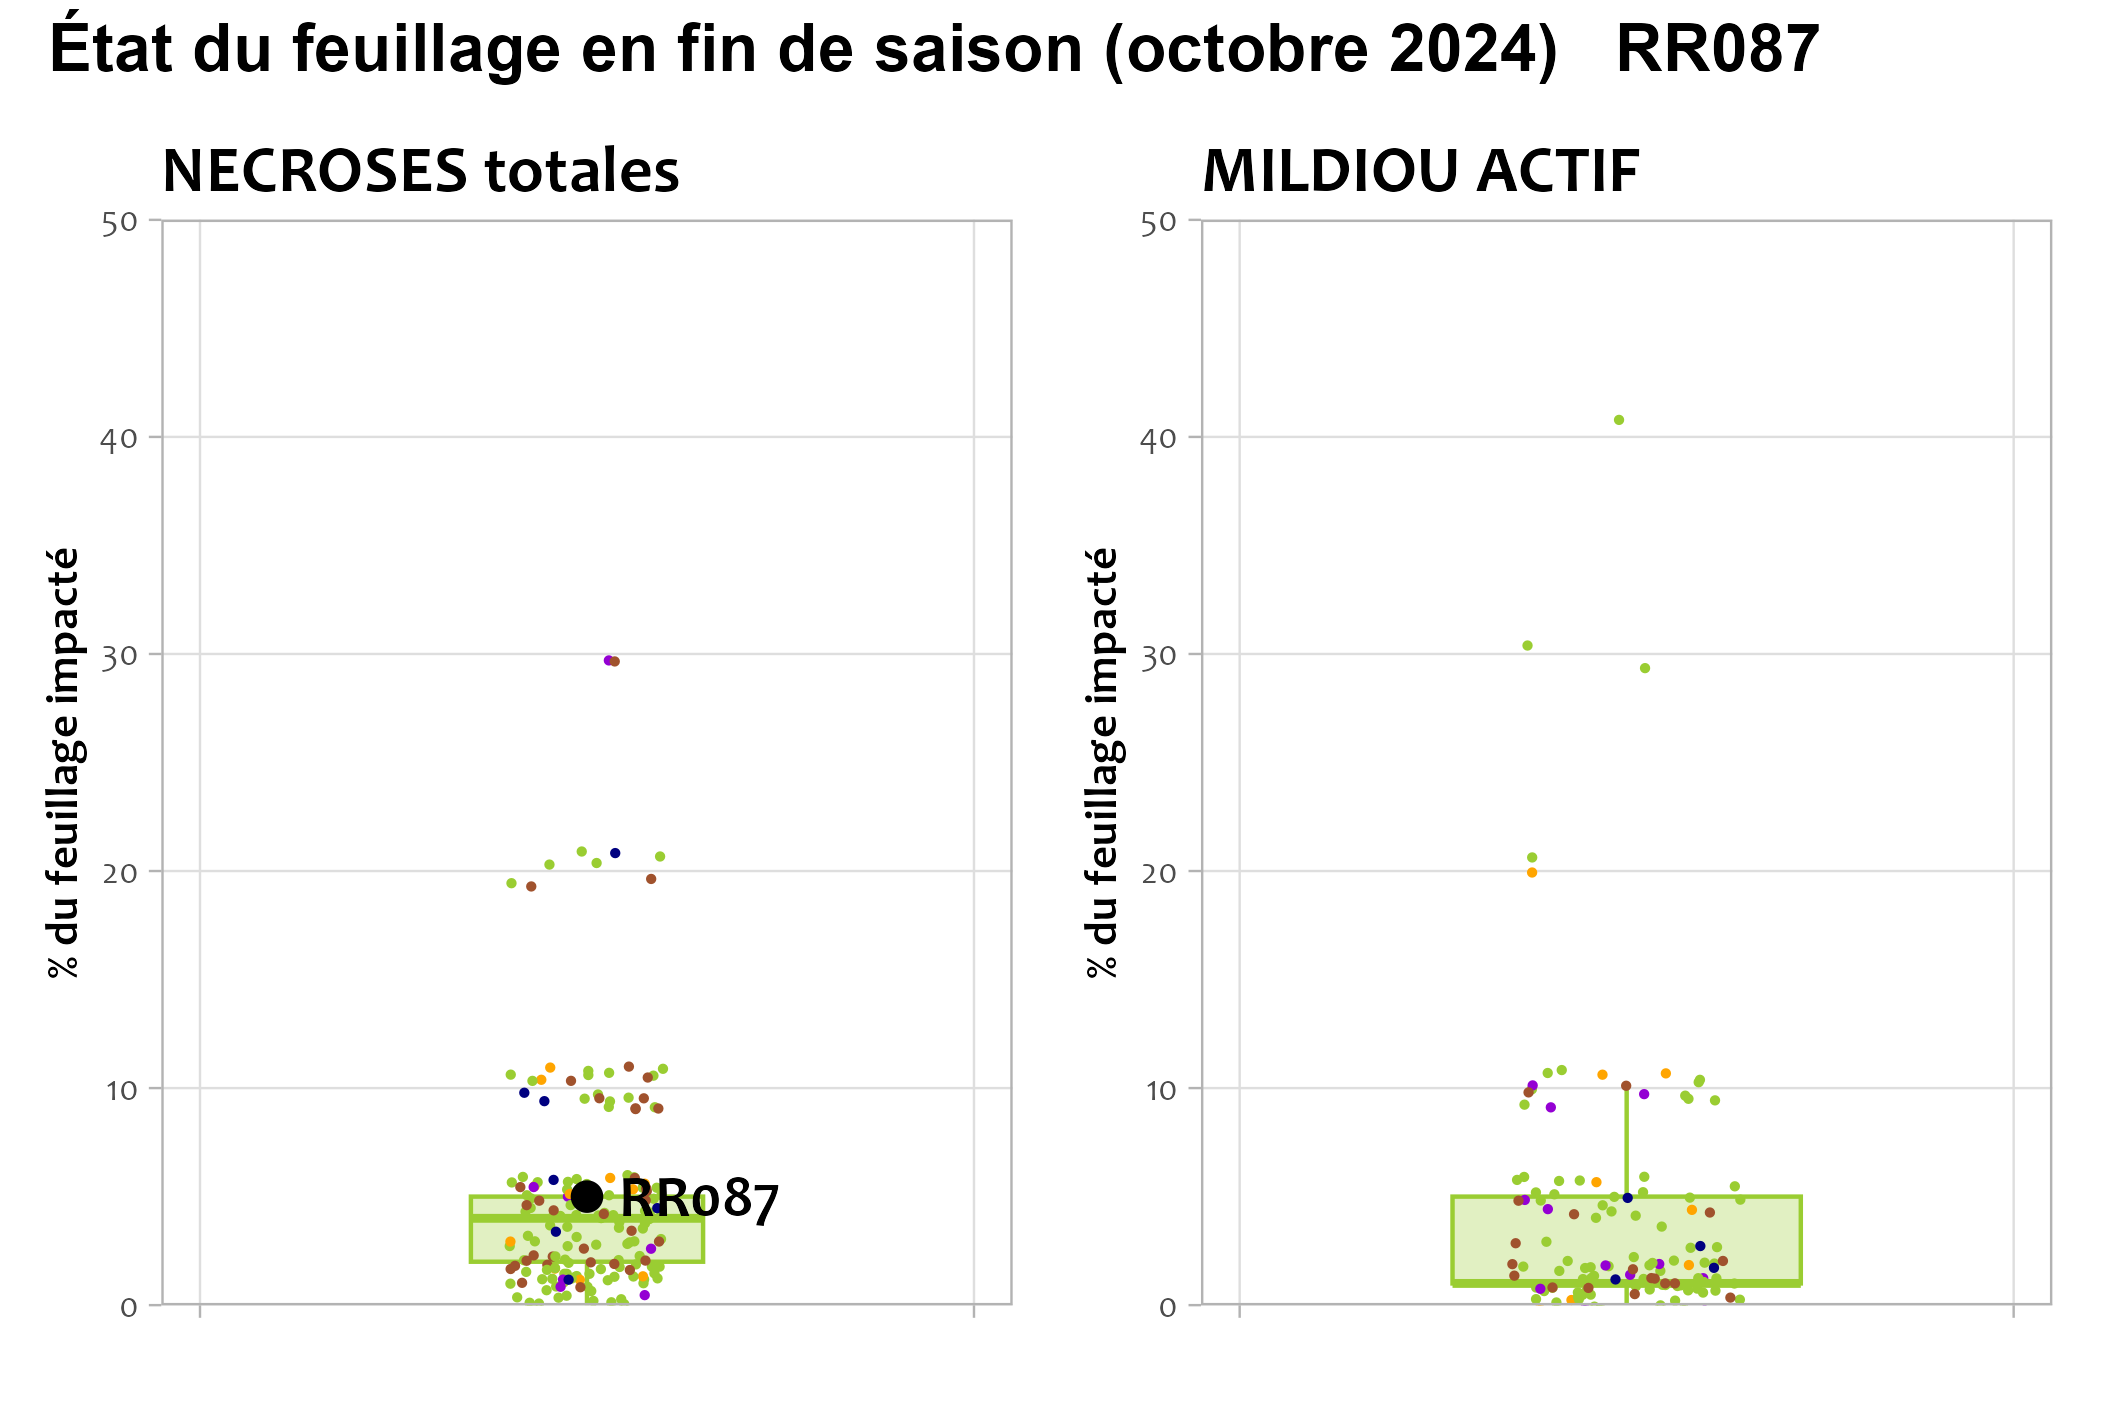 État du feuillage en fin de saison (octobre 2024) RR087
NECROSES totales
MILDIOU ACTIF
% du feuillage impacté
50
40
30
20
10
0
RR087
% du feuillage impacté
50
40
30
20
10
0